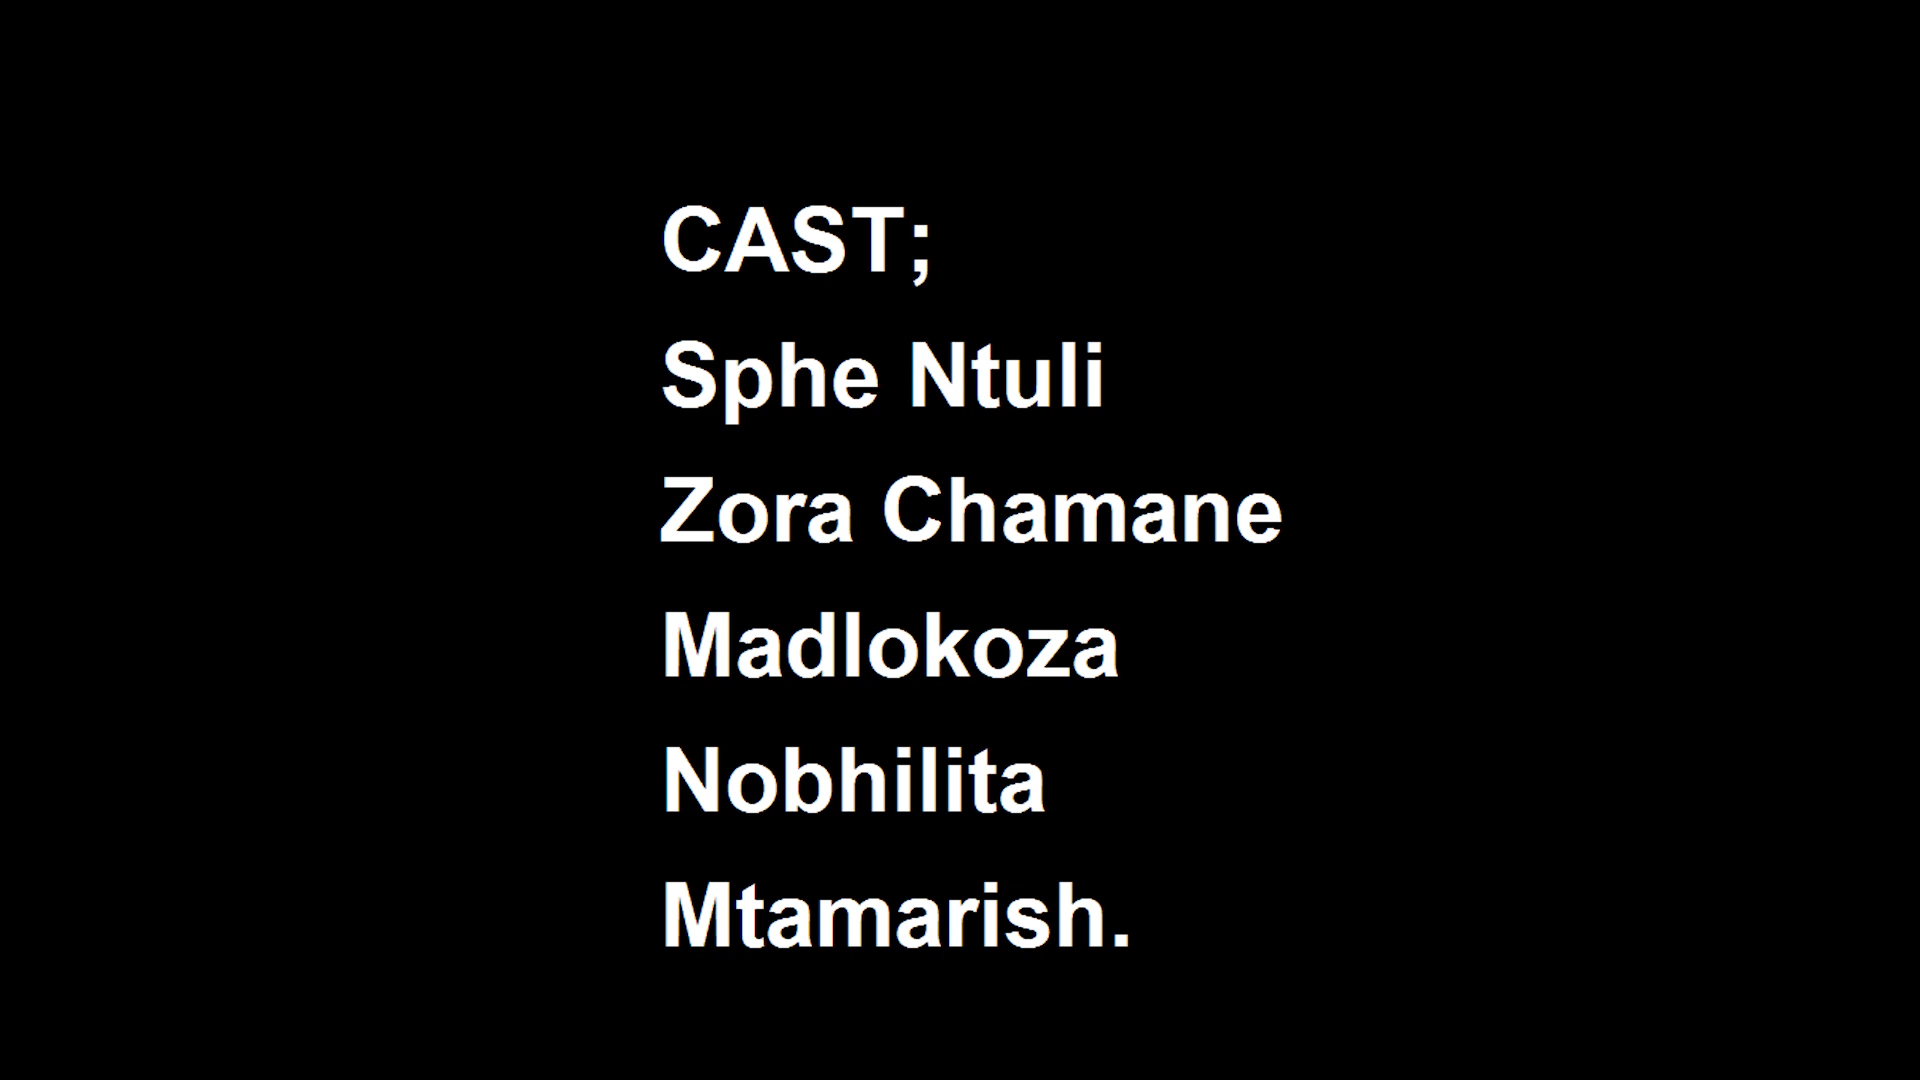 CAST;
Sphe Ntuli
Zora Chamane
Madlokoza
Nobhilita
Mtamarish.